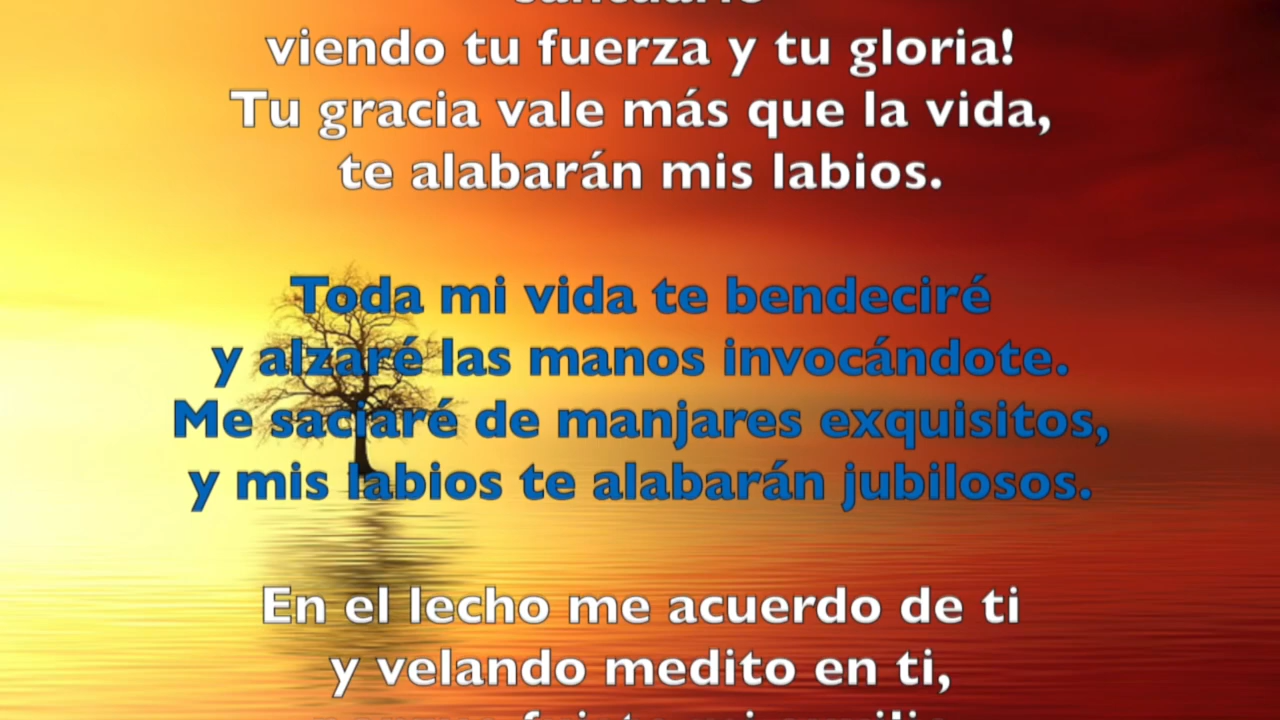 viendo tu fuerza y tu gloria!
Tu gracia vale más que la vida,
te alabarán mis labios.
Toda mi vida te bendeciré
y alzaré las manos invocándote.
Me saciaré de manjares exquisitos,
y mis labios te alabarán jubilosos.
En el lecho me acuerdo de ti
y velando medito en ti,